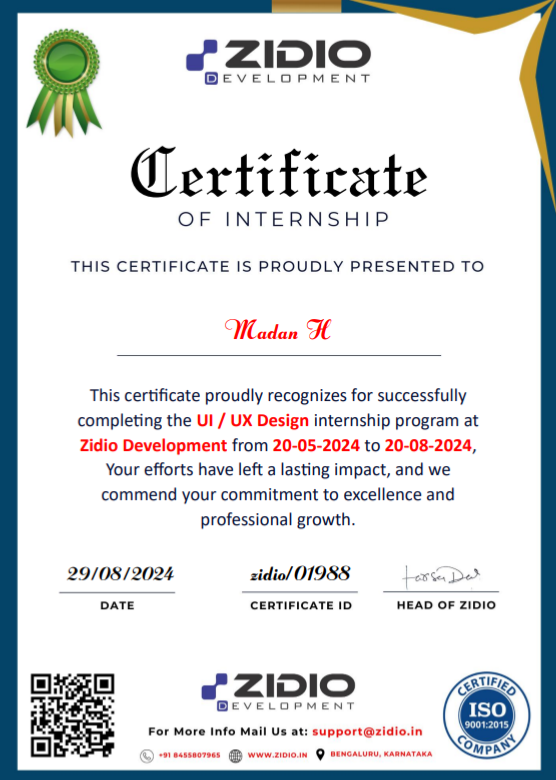 ZIDIO
DEVELOPMENT
Certificate
OF INTERNSHIP
THIS CERTIFICATE IS PROUDLY PRESENTED TO
Madan H
This certificate proudly recognizes for successfully
completing the UI / UX Design internship program at
Zidio Development from 20-05-2024 to 20-08-2024,
Your efforts have left a lasting impact, and we
commend your commitment to excellence and
professional growth.
29/08/2024 zidio/01988
DATE CERTIFICATE ID HEAD OF ZIDIO
ZIDIO
DEVELOPMENT
For More Info Mail Us at: support@zidio.in
+91 8455807965 WWW.ZIDIO.IN BENGALURU, KARNATAKA
CERTIFIED
ISO
9001:2015
COMPANY